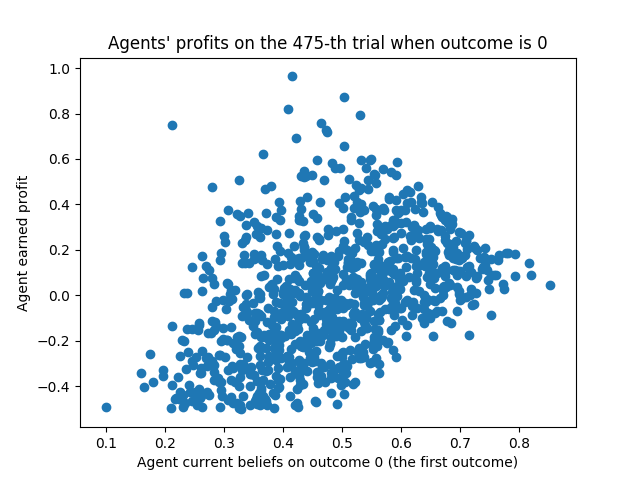 Agents' profits on the 475-th trial when outcome is 0
Agent earned profit
1.0
0.8
0.6
0.4
0.2
0.0
−0.2
−0.4
0.1 0.2 0.3 0.4 0.5 0.6 0.7 0.8
Agent current beliefs on outcome 0 (the first outcome)